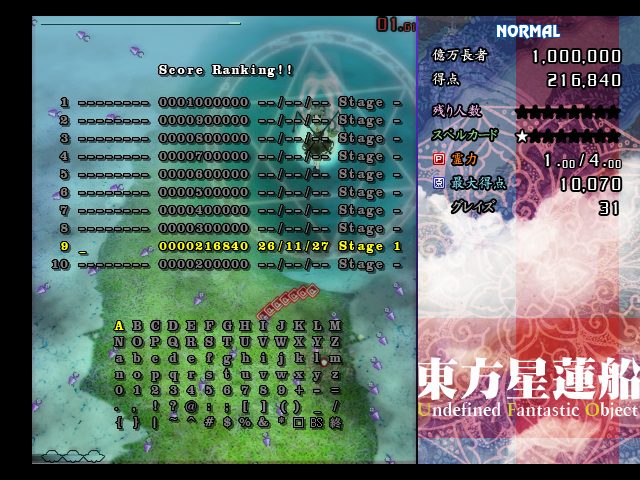 01.61
Score Ranking!!
1 -------- 0001000000 --/--/-- Stage -
2 -------- 0000900000 --/--/-- Stage -
3 -------- 0000800000 --/--/-- Stage -
4 -------- 0000700000 --/--/-- Stage -
5 -------- 0000600000 --/--/-- Stage -
6 -------- 0000500000 --/--/-- Stage -
7 -------- 0000400000 --/--/-- Stage -
8 -------- 0000300000 --/--/-- Stage -
9 _ 0000216840 26/11/27 Stage 1
10 -------- 0000200000 --/--/-- Stage -
A B C D E F G H I J K L M
N O P Q R S T U V W X Y Z
a b c d e f g h i j k l m
n o p q r s t u v w x y z
0 1 2 3 4 5 6 7 8 9 + - =
. , ! ? @ : ; [ ] ( ) _ /
{ } | ~ ^ # $ % & * □ BS 終
NORMAL
億万長者 1,000,000
得点 216,840
残り人数
スペルカード
P 霊力 1.00/4.00
点 最大得点 10,070
グレイズ 31
東方星蓮船
Undefined Fantastic Object